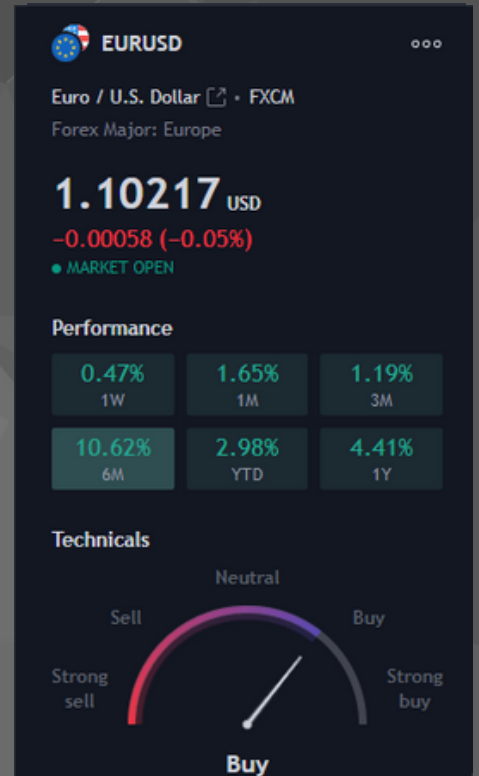 EURUSD
Euro / U.S. Dollar • FXCM
Forex Major: Europe
1.10217 USD
−0.00058 (−0.05%)
MARKET OPEN
Performance
0.47% 1.65% 1.19%
1W 1M 3M
10.62% 2.98% 4.41%
6M YTD 1Y
Technicals
Neutral
Sell Buy
Strong sell Strong buy
Buy